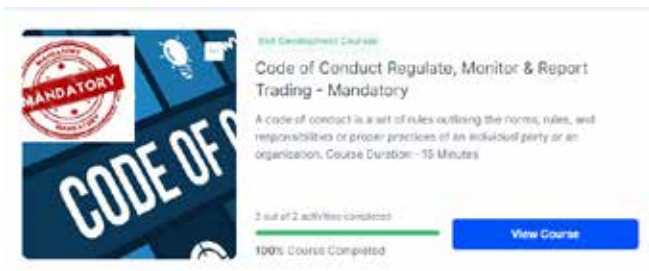 MANDATORY
MANDATORY
MANDATORY
CODE OF C
Skill Development Courses
Code of Conduct Regulate, Monitor & Report
Trading - Mandatory
A code of conduct is a set of rules outlining the norms, rules, and
responsibilities or proper practices of an individual party or an
organization. Course Duration - 15 Minutes
out of 2 activities completed
100% Course Completed
View Course